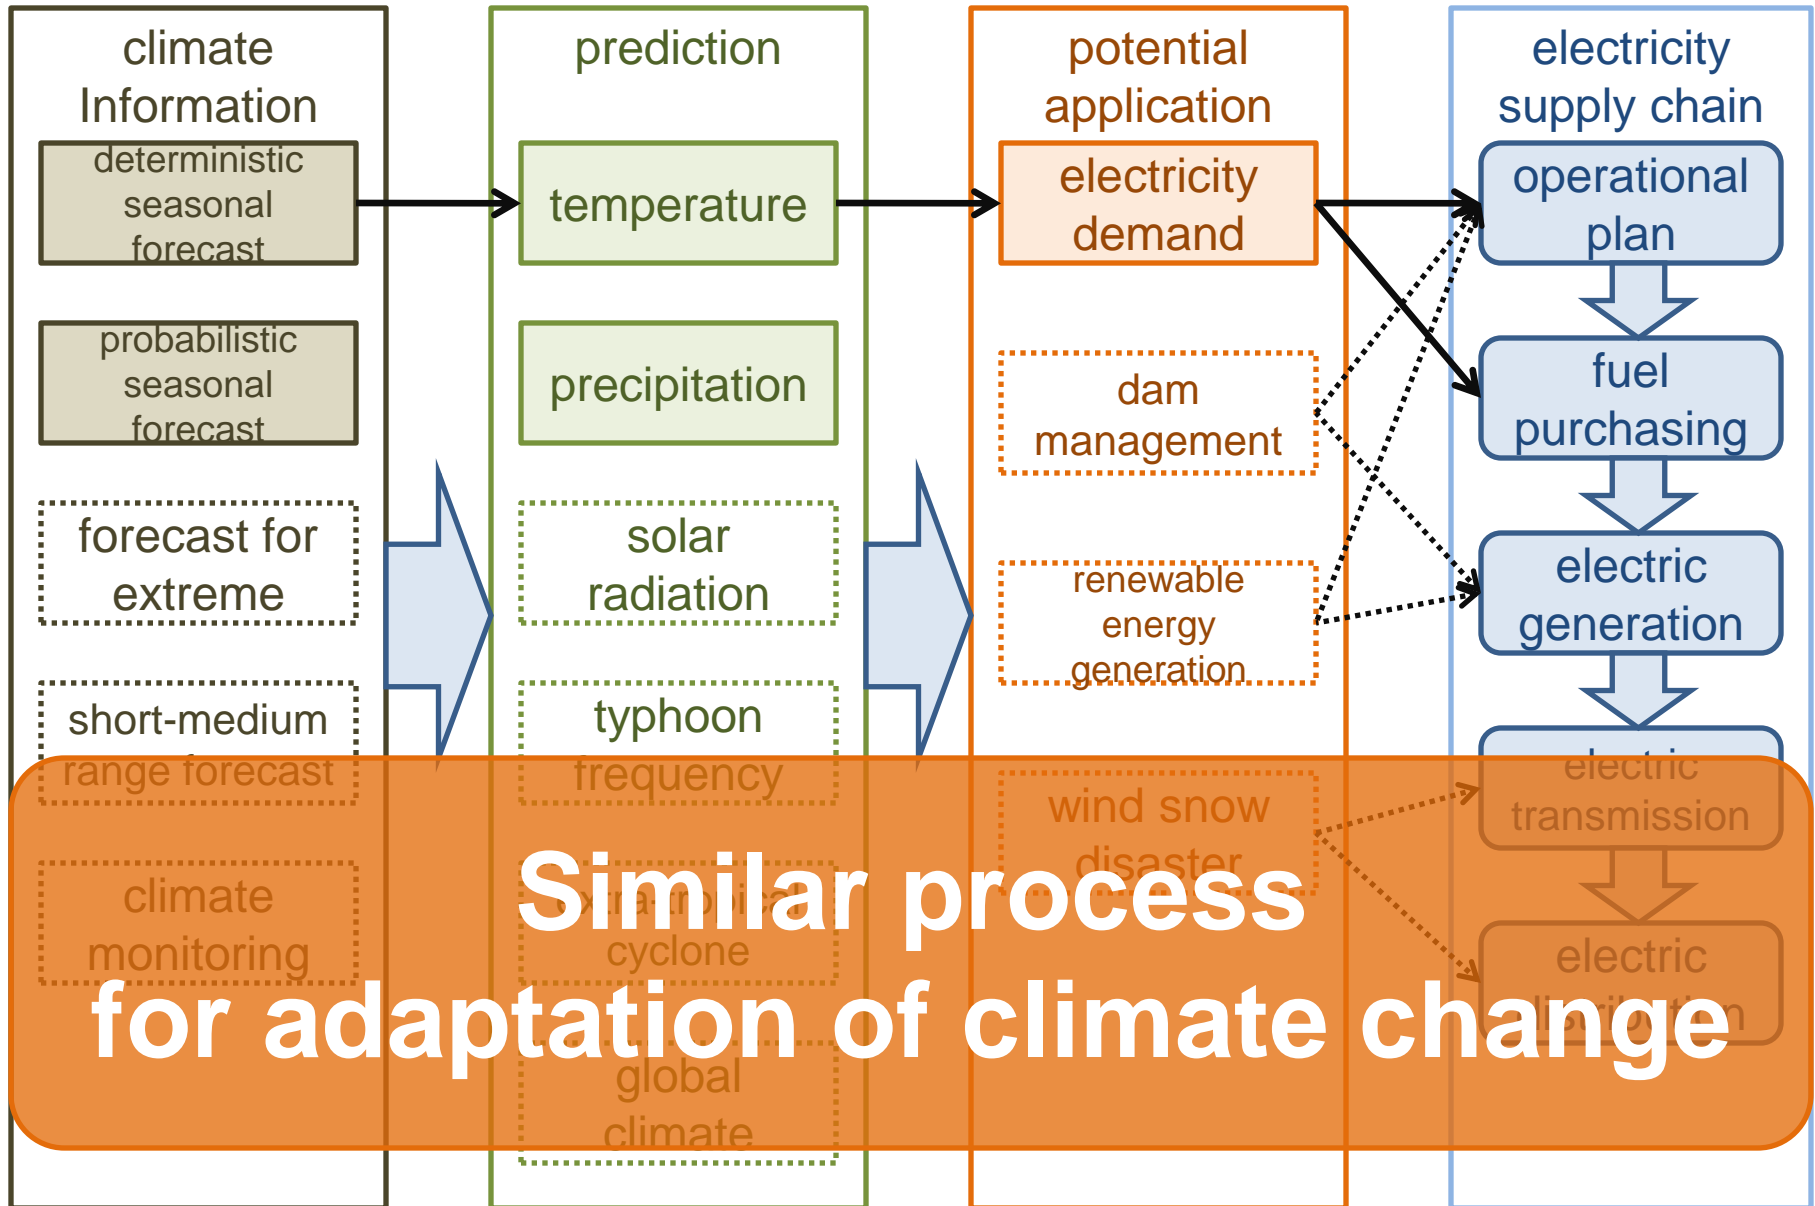 climate
Information
deterministic
seasonal
forecast
probabilistic
seasonal
forecast
forecast for
extreme
short-medium
range forecast
climate
monitoring
prediction
temperature
precipitation
solar
radiation
typhoon
frequency
extra-tropical
cyclone
global
climate
potential
application
electricity
demand
dam
management
renewable
energy
generation
wind snow
disaster
electricity
supply chain
operational
plan
fuel
purchasing
electric
generation
electric
transmission
electric
distribution
Similar process
for adaptation of climate change